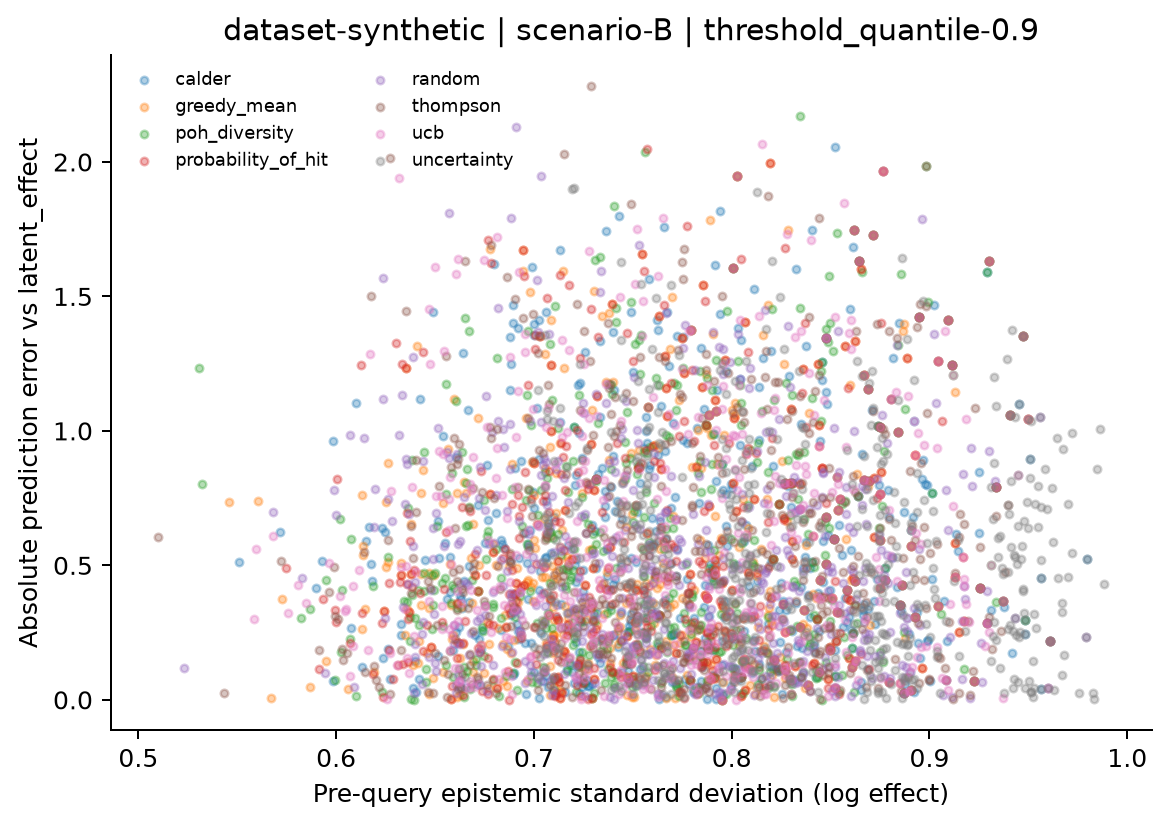 dataset-synthetic | scenario-B | threshold_quantile-0.9
calder
greedy_mean
poh_diversity
probability_of_hit
random
thompson
ucb
uncertainty
Absolute prediction error vs latent_effect
2.0
1.5
1.0
0.5
0.0
0.5 0.6 0.7 0.8 0.9 1.0
Pre-query epistemic standard deviation (log effect)